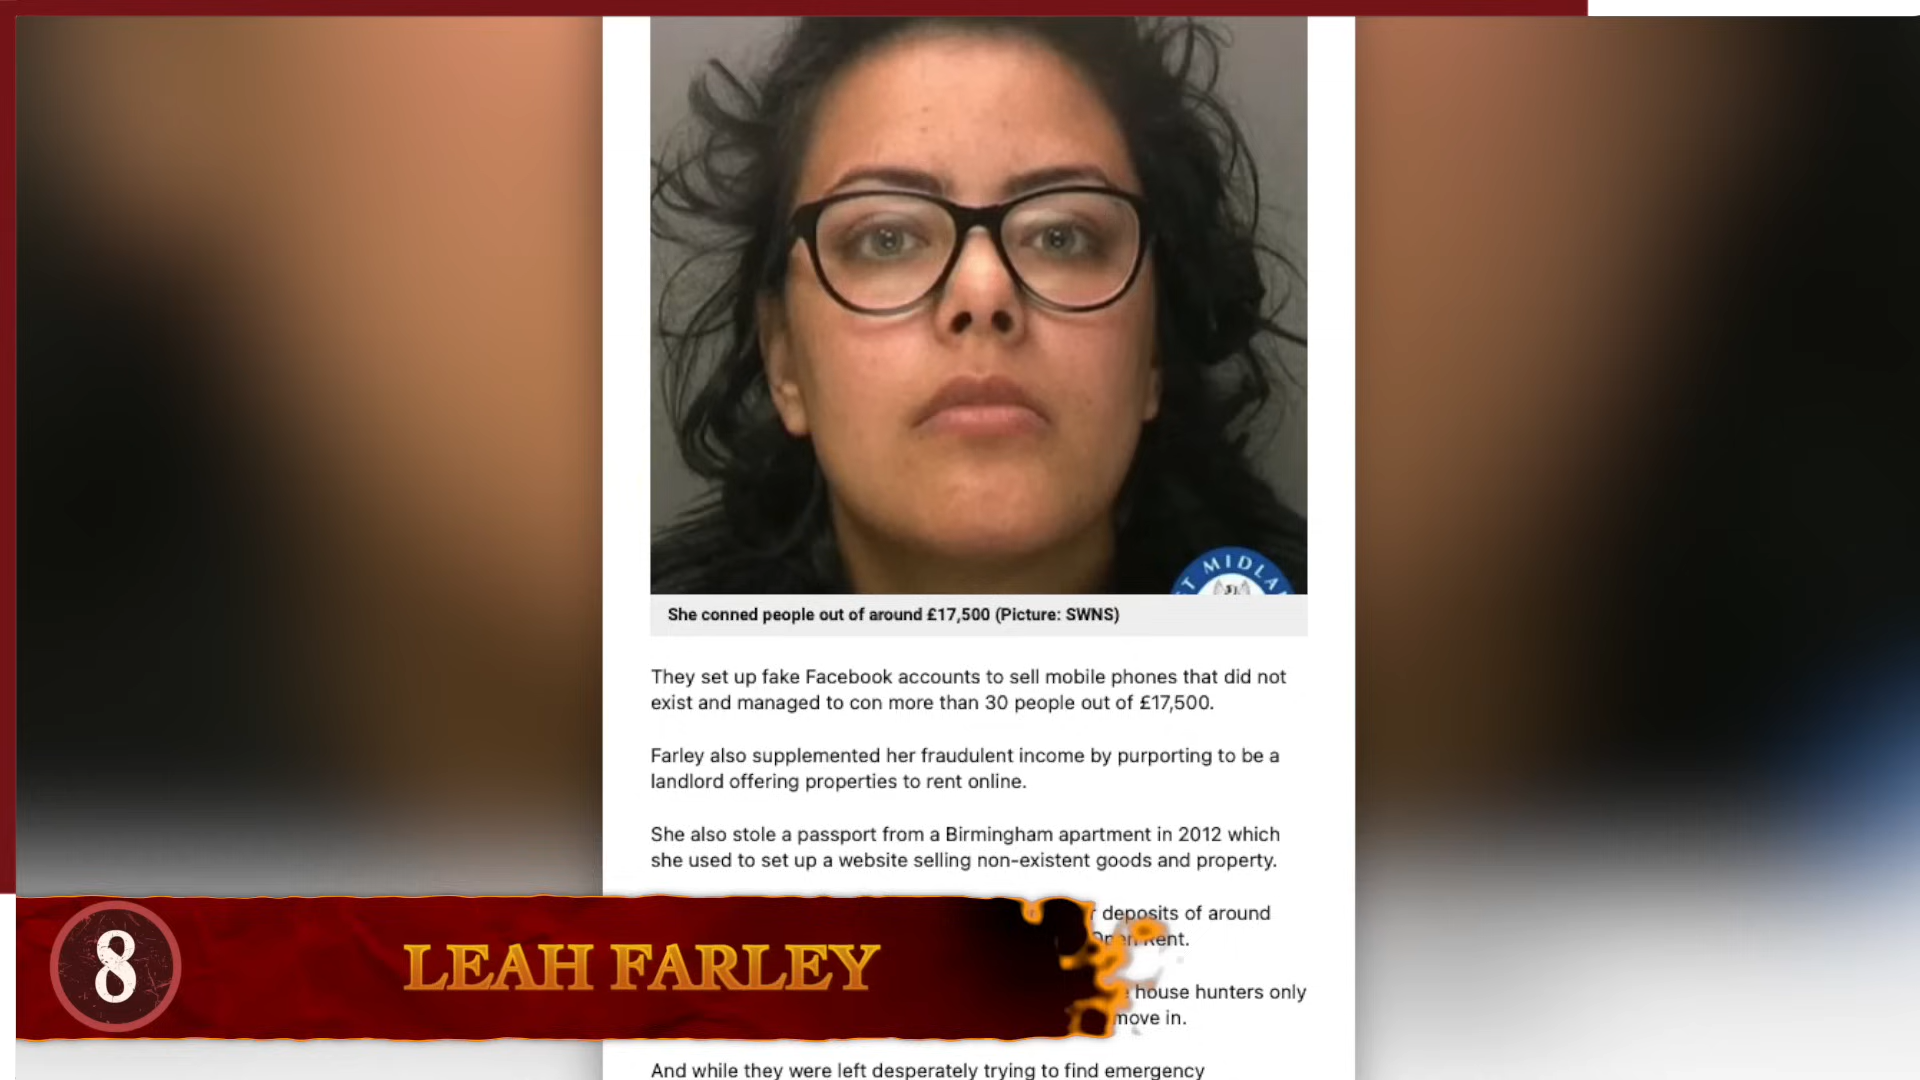 T MIDLA
She conned people out of around £17,500 (Picture: SWNS)
They set up fake Facebook accounts to sell mobile phones that did not
exist and managed to con more than 30 people out of £17,500.
Farley also supplemented her fraudulent income by purporting to be a
landlord offering properties to rent online.
She also stole a passport from a Birmingham apartment in 2012 which
she used to set up a website selling non-existent goods and property.
deposits of around
Rent.
house hunters only
move in.
And while they were left desperately trying to find emergency
8
LEAH FARLEY